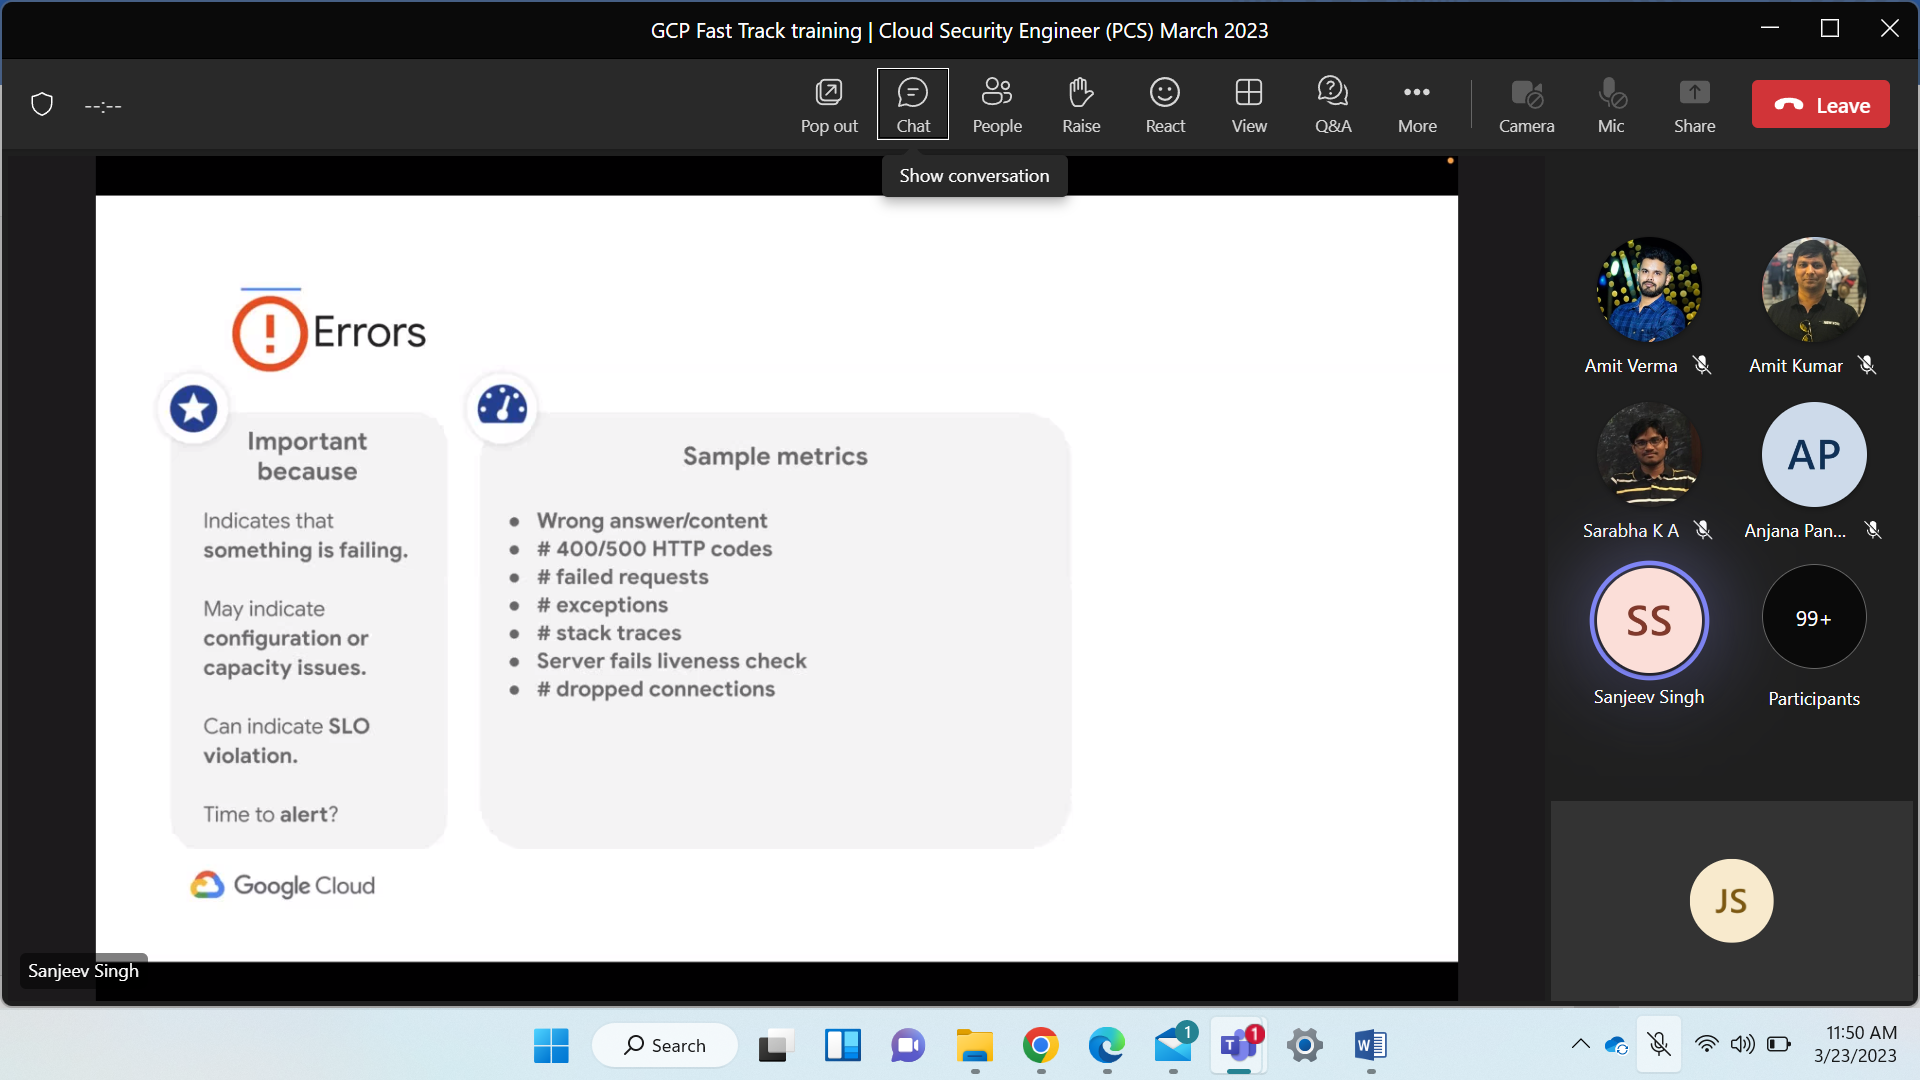 GCP Fast Track training | Cloud Security Engineer (PCS) March 2023
--:--
Pop out
Chat
People
Raise
React
View
Q&A
More
Camera
Mic
Share
Leave
Show conversation
Errors
Important
because
Indicates that
something is failing.
May indicate
configuration or
capacity issues.
Can indicate SLO
violation.
Time to alert?
Sample metrics
● Wrong answer/content
● # 400/500 HTTP codes
● # failed requests
● # exceptions
● # stack traces
● Server fails liveness check
● # dropped connections
Google Cloud
Sanjeev Singh
Amit Verma
Amit Kumar
Sarabha K A
AP
Anjana Pan...
SS
Sanjeev Singh
99+
Participants
JS
Search
1
1
11:50 AM
3/23/2023